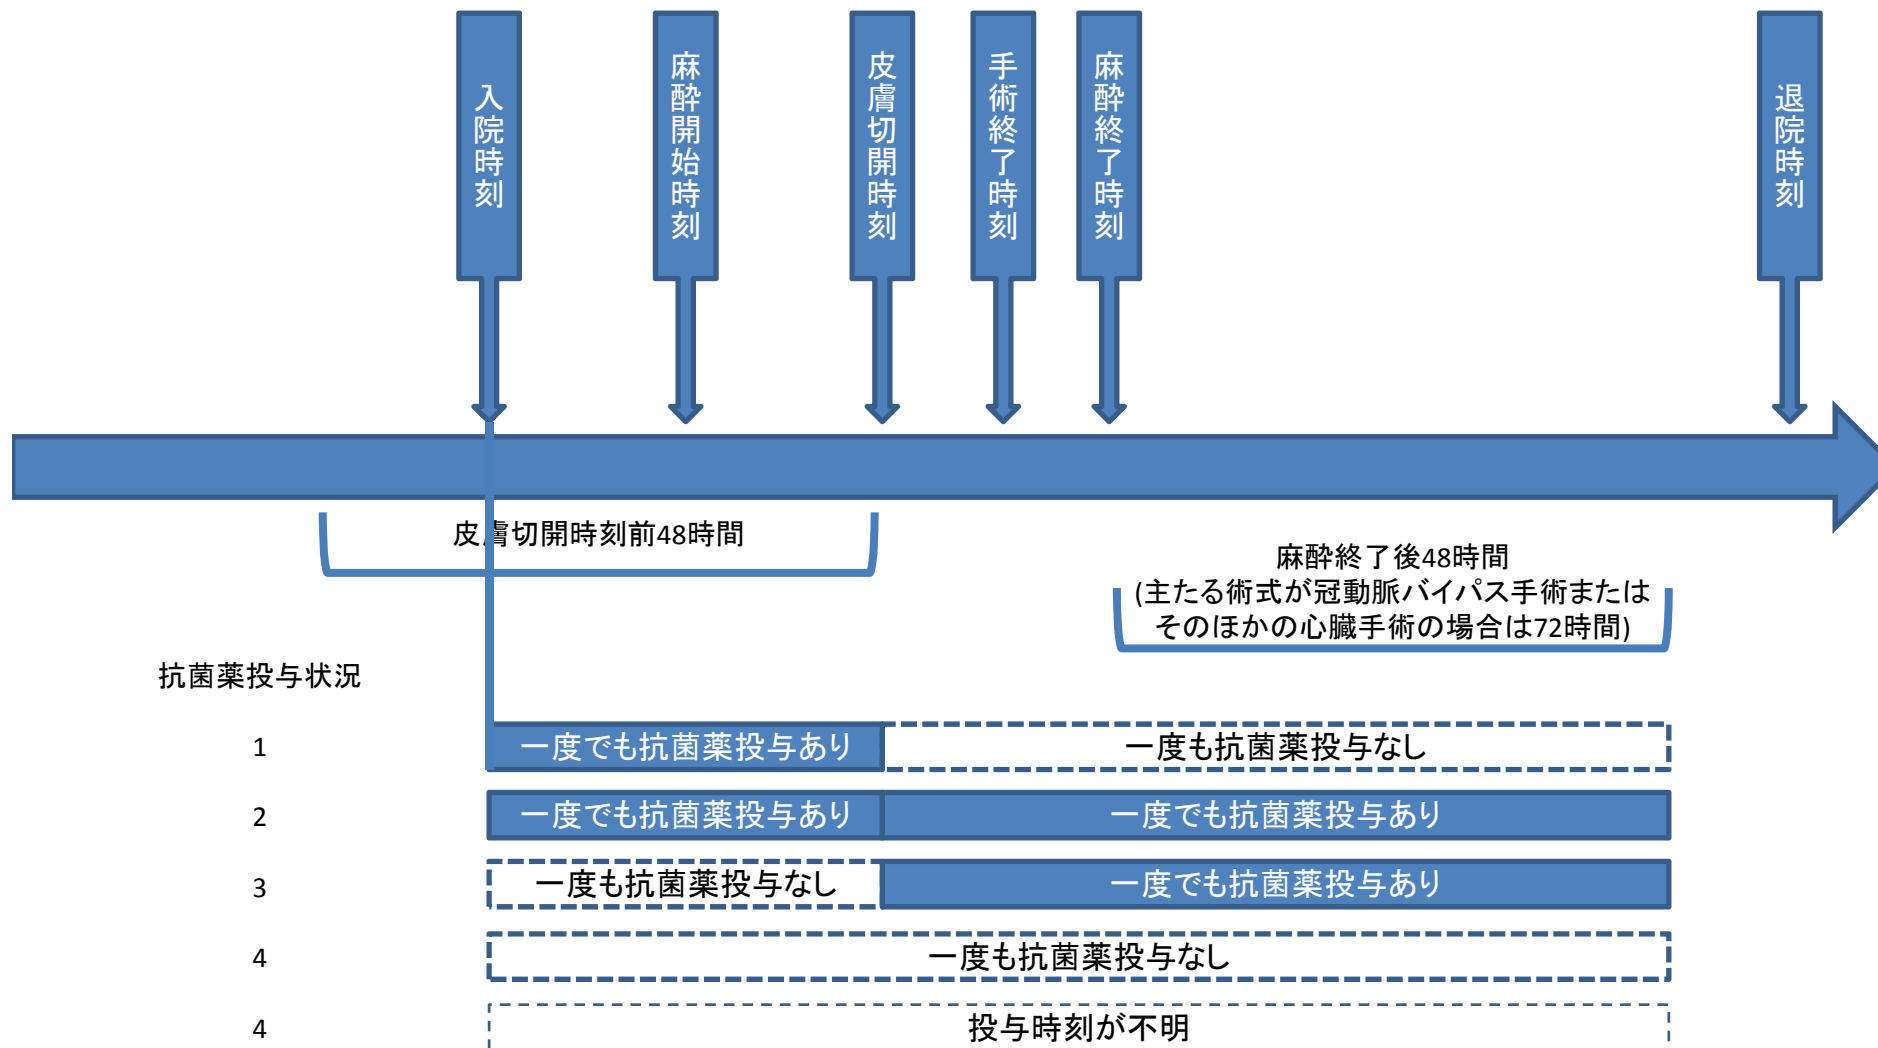 入院時刻
麻酔開始時刻
皮膚切開時刻
手術終了時刻
麻酔終了時刻
退院時刻
皮膚切開時刻前48時間
麻酔終了後48時間
(主たる術式が冠動脈バイパス手術または
そのほかの心臓手術の場合は72時間)
抗菌薬投与状況
1 一度でも抗菌薬投与あり 一度も抗菌薬投与なし
2 一度でも抗菌薬投与あり 一度でも抗菌薬投与あり
3 一度も抗菌薬投与なし 一度でも抗菌薬投与あり
4 一度も抗菌薬投与なし
4 投与時刻が不明